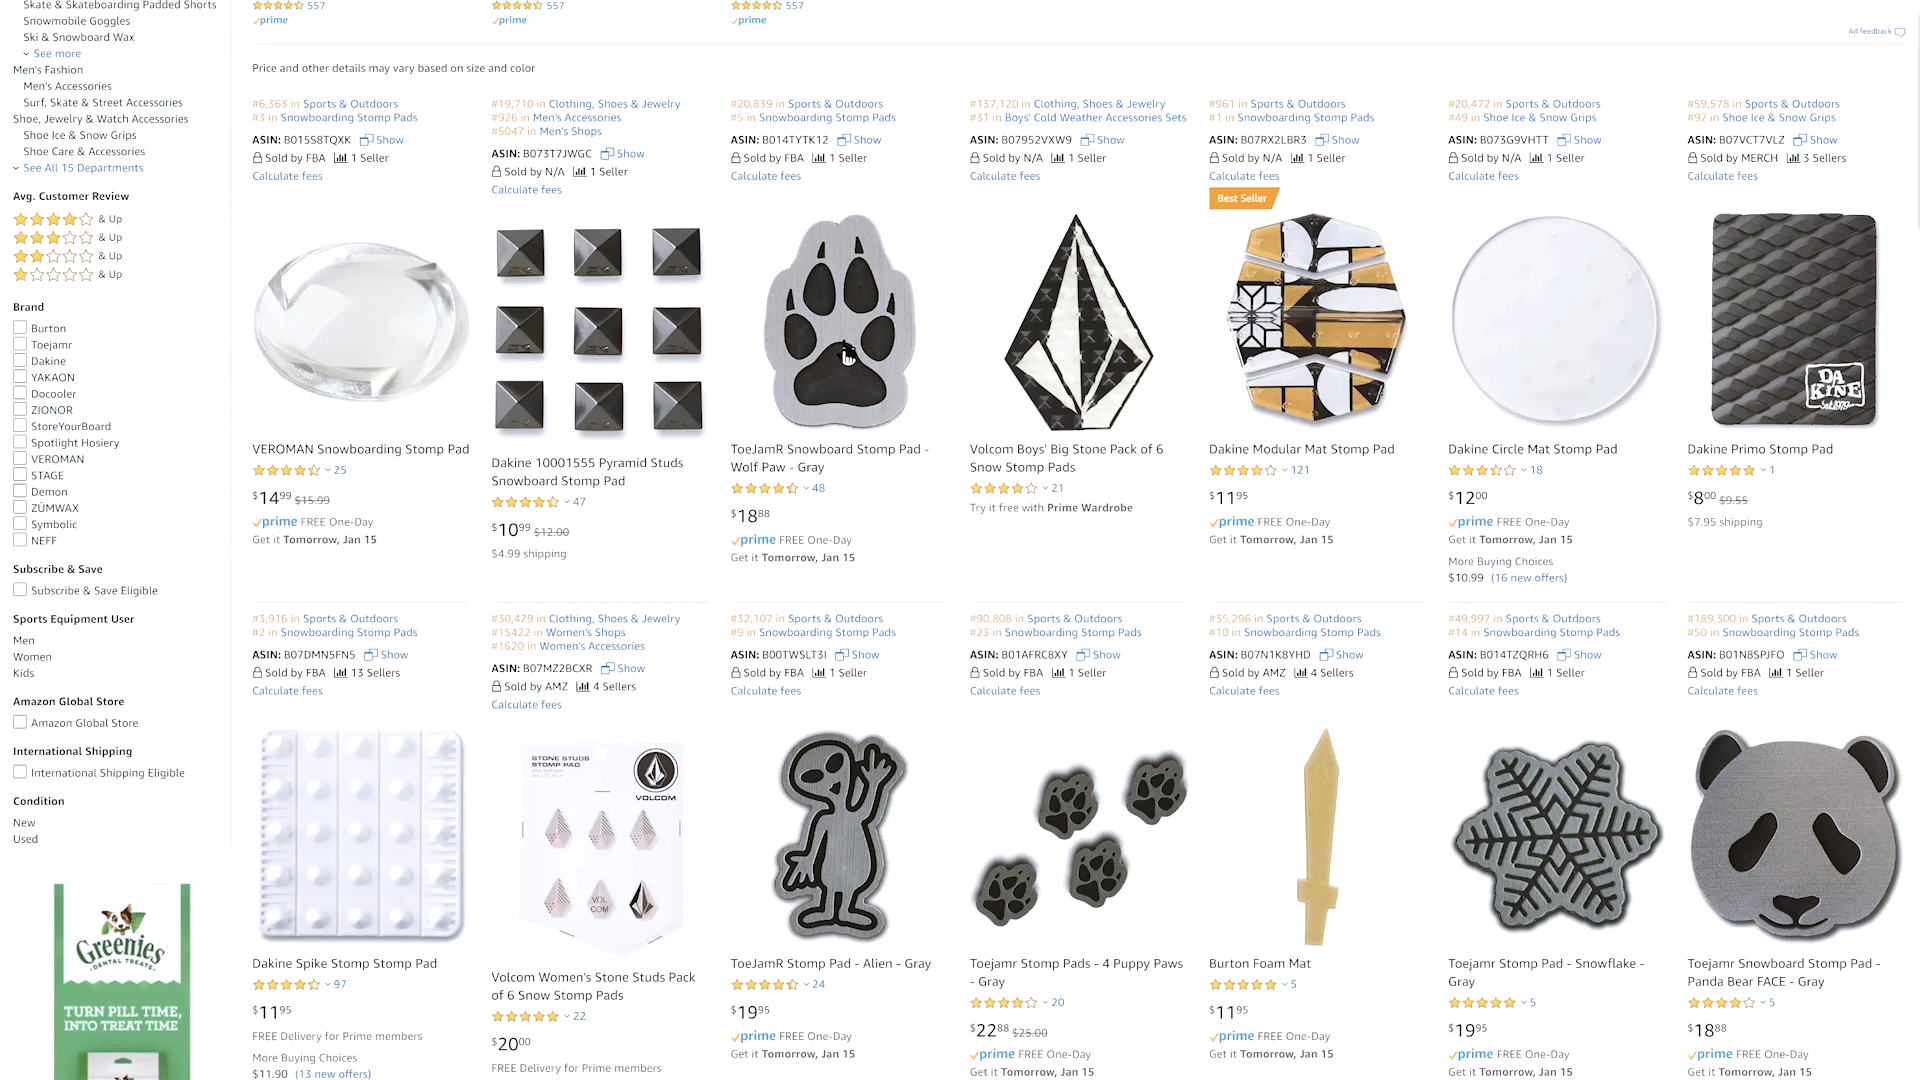 Skate & Skateboarding Padded Shorts
Snowmobile Goggles
Ski & Snowboard Wax
See more
Men's Fashion
Men's Accessories
Surf, Skate & Street Accessories
Shoe, Jewelry & Watch Accessories
Shoe Ice & Snow Grips
Shoe Care & Accessories
See All 15 Departments
Avg. Customer Review
& Up
& Up
& Up
& Up
Brand
Burton
Toejamr
Dakine
YAKAON
Docooler
ZIONOR
StoreYourBoard
Spotlight Hosiery
VEROMAN
STAGE
Demon
ZÜMWAX
Symbolic
NEFF
Subscribe & Save
Subscribe & Save Eligible
Sports Equipment User
Men
Women
Kids
Amazon Global Store
Amazon Global Store
International Shipping
International Shipping Eligible
Condition
New
Used
Greenies
DENTAL TREATS
TURN PILL TIME,
INTO TREAT TIME
557
prime
557
prime
557
prime
Ad feedback
Price and other details may vary based on size and color
#6,363 in Sports & Outdoors
#3 in Snowboarding Stomp Pads
ASIN: B015S8TQXK Show
Sold by FBA 1 Seller
Calculate fees
VEROMAN Snowboarding Stomp Pad
25
$14.99 $15.99
prime FREE One-Day
Get it Tomorrow, Jan 15
#19,710 in Clothing, Shoes & Jewelry
#926 in Men's Accessories
#5047 in Men's Shops
ASIN: B073T7JWGC Show
Sold by N/A 1 Seller
Calculate fees
Dakine 10001555 Pyramid Studs
Snowboard Stomp Pad
47
$10.99 $12.00
$4.99 shipping
#20,839 in Sports & Outdoors
#5 in Snowboarding Stomp Pads
ASIN: B014TYTK12 Show
Sold by FBA 1 Seller
Calculate fees
ToeJamR Snowboard Stomp Pad -
Wolf Paw - Gray
48
$18.88
prime FREE One-Day
Get it Tomorrow, Jan 15
#137,120 in Clothing, Shoes & Jewelry
#31 in Boys' Cold Weather Accessories Sets
ASIN: B07952VXW9 Show
Sold by N/A 1 Seller
Calculate fees
Volcom Boys' Big Stone Pack of 6
Snow Stomp Pads
21
Try it free with Prime Wardrobe
#961 in Sports & Outdoors
#1 in Snowboarding Stomp Pads
ASIN: B07RX2LBR3 Show
Sold by N/A 1 Seller
Calculate fees
Best Seller
Dakine Modular Mat Stomp Pad
121
$11.95
prime FREE One-Day
Get it Tomorrow, Jan 15
#20,472 in Sports & Outdoors
#49 in Shoe Ice & Snow Grips
ASIN: B073G9VHTT Show
Sold by N/A 1 Seller
Calculate fees
Dakine Circle Mat Stomp Pad
18
$12.00
prime FREE One-Day
Get it Tomorrow, Jan 15
More Buying Choices
$10.99 (16 new offers)
#59,578 in Sports & Outdoors
#97 in Shoe Ice & Snow Grips
ASIN: B07VCT7VLZ Show
Sold by MERCH 3 Sellers
Calculate fees
DA
KINE
Est.1979
Dakine Primo Stomp Pad
1
$8.00 $9.55
$7.95 shipping
#3,916 in Sports & Outdoors
#2 in Snowboarding Stomp Pads
ASIN: B07DMN5FN5 Show
Sold by FBA 13 Sellers
Calculate fees
Dakine Spike Stomp Stomp Pad
97
$11.95
FREE Delivery for Prime members
More Buying Choices
$11.90 (13 new offers)
#30,429 in Clothing, Shoes & Jewelry
#15422 in Women's Shops
#1620 in Women's Accessories
ASIN: B07MZ2BCXR Show
Sold by AMZ 4 Sellers
Calculate fees
STONE STUDS
STOMP PAD
VOLCOM
VOL
COM
Volcom Women's Stone Studs Pack
of 6 Snow Stomp Pads
22
$20.00
FREE Delivery for Prime members
#32,107 in Sports & Outdoors
#9 in Snowboarding Stomp Pads
ASIN: B00TWSLT3I Show
Sold by FBA 1 Seller
Calculate fees
ToeJamR Stomp Pad - Alien - Gray
24
$19.95
prime FREE One-Day
Get it Tomorrow, Jan 15
#90,808 in Sports & Outdoors
#23 in Snowboarding Stomp Pads
ASIN: B01AFRC8XY Show
Sold by FBA 1 Seller
Calculate fees
Toejamr Stomp Pads - 4 Puppy Paws
- Gray
20
$22.88 $25.00
prime FREE One-Day
Get it Tomorrow, Jan 15
#35,296 in Sports & Outdoors
#10 in Snowboarding Stomp Pads
ASIN: B07N1K8YHD Show
Sold by AMZ 4 Sellers
Calculate fees
Burton Foam Mat
5
$11.95
prime FREE One-Day
Get it Tomorrow, Jan 15
#49,997 in Sports & Outdoors
#14 in Snowboarding Stomp Pads
ASIN: B014TZQRH6 Show
Sold by FBA 1 Seller
Calculate fees
Toejamr Stomp Pad - Snowflake -
Gray
5
$19.95
prime FREE One-Day
Get it Tomorrow, Jan 15
#189,300 in Sports & Outdoors
#50 in Snowboarding Stomp Pads
ASIN: B01N8SPJFO Show
Sold by FBA 1 Seller
Calculate fees
Toejamr Snowboard Stomp Pad -
Panda Bear FACE - Gray
5
$18.88
prime FREE One-Day
Get it Tomorrow, Jan 15